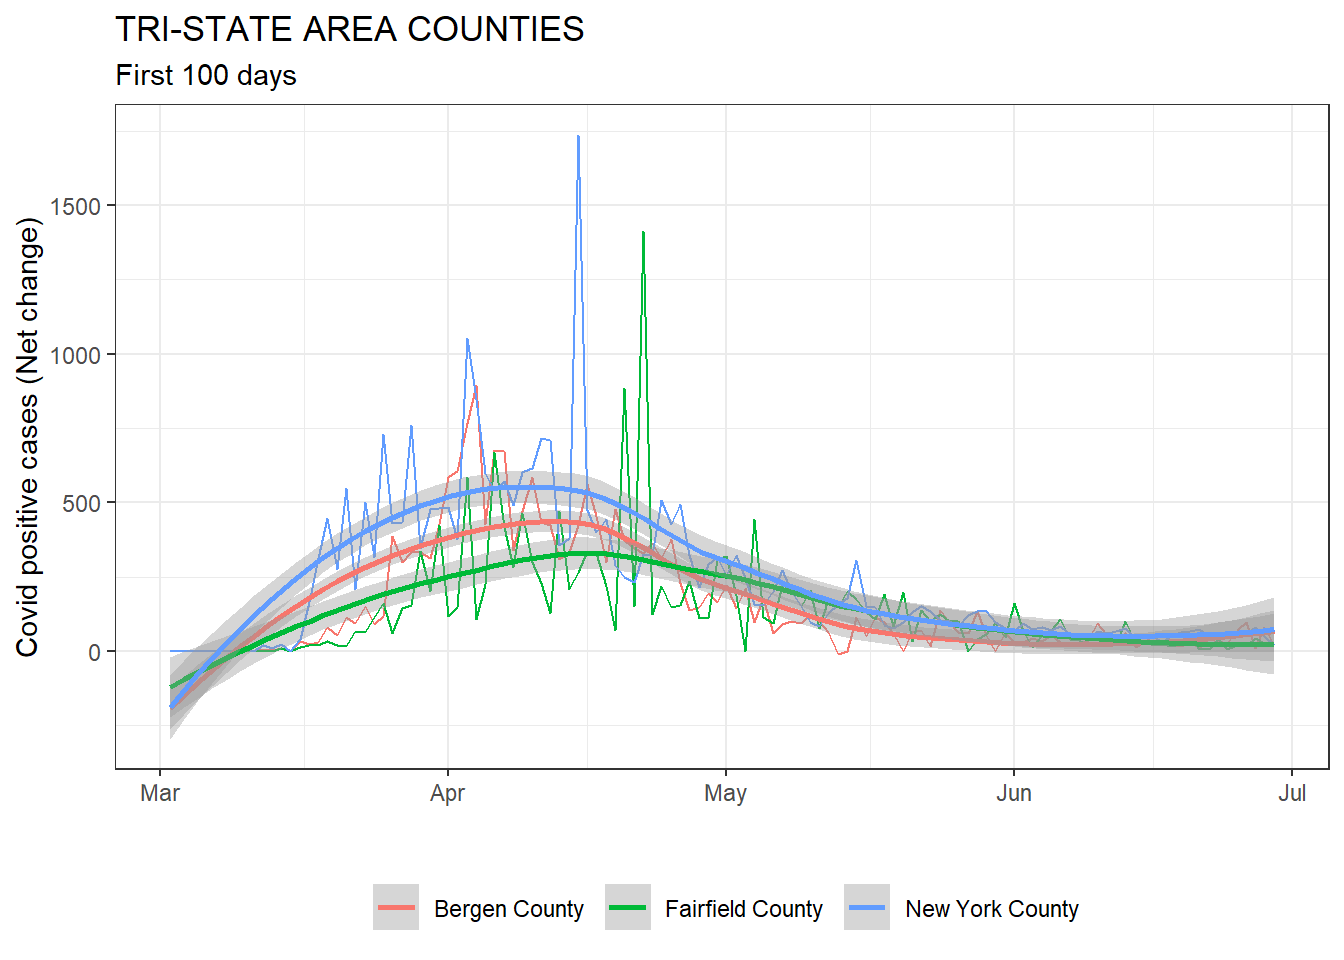 TRI-STATE AREA COUNTIES
First 100 days
Covid positive cases (Net change)
1500
1000
500
0
Mar Apr May Jun Jul
Bergen County Fairfield County New York County